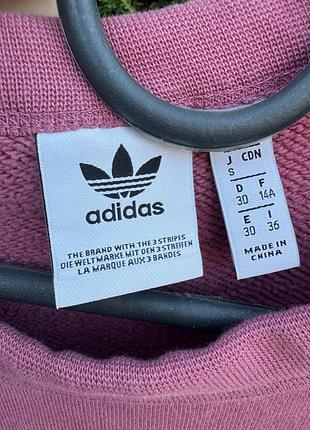 adidas
THE BRAND WITH THE 3 STRIPES
DIE WELTMARKE MIT DEN 3 STREIFEN
LA MARQUE AUX 3 BANDES
J CDN
S
D F
30 14A
E I
30 36
MADE IN
CHINA